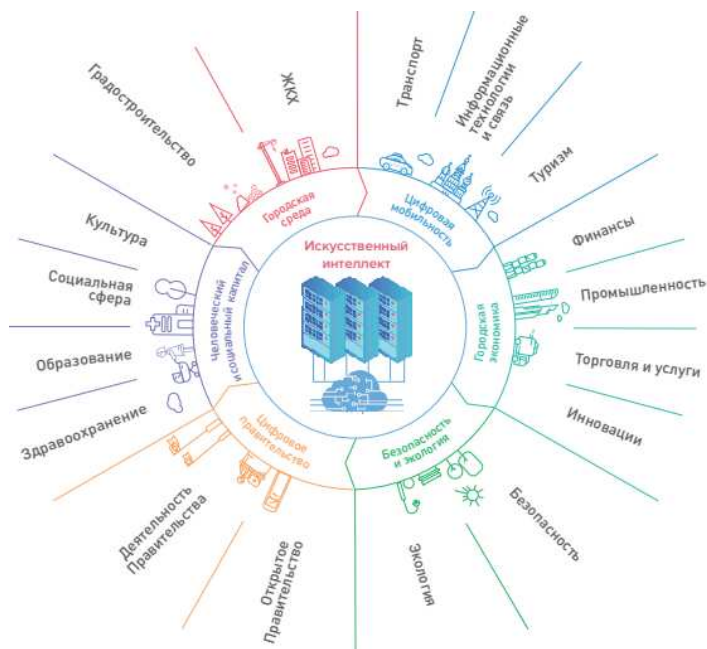 Искусственный
интеллект
Городская
среда
Градостроительство
ЖКХ
Цифровая
мобильность
Транспорт
Информационные
технологии
и связь
Туризм
Городская
экономика
Финансы
Промышленность
Торговля и услуги
Инновации
Безопасность
и экология
Безопасность
Экология
Цифровое
правительство
Открытое
Правительство
Деятельность
Правительства
Человеческий
и социальный капитал
Здравоохранение
Образование
Социальная
сфера
Культура